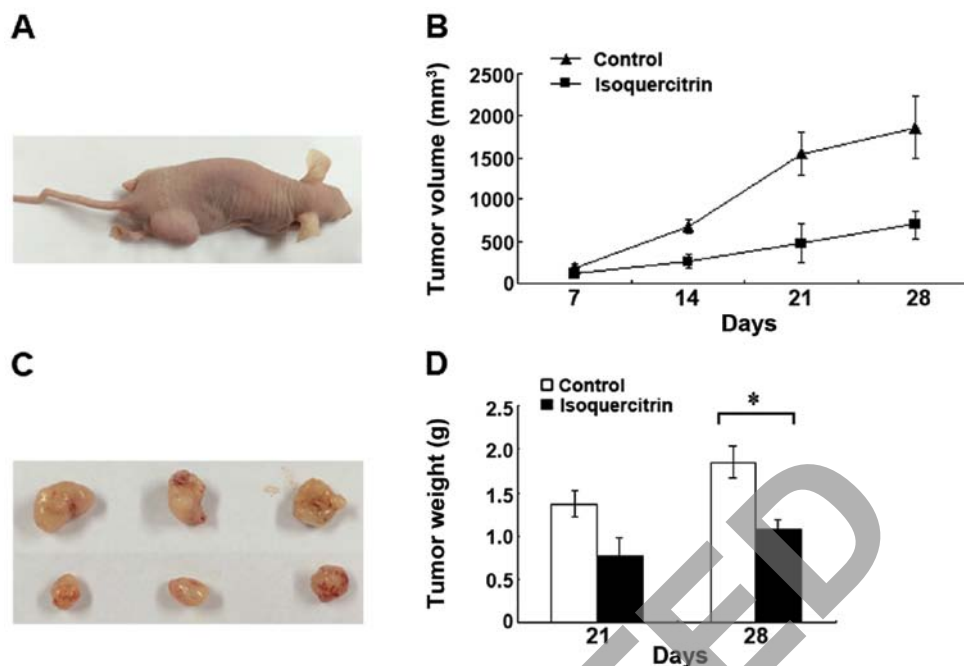 A
B
Control
Isoquercitrin
Tumor volume (mm³)
2500
2000
1500
1000
500
0
7 14 21 28
Days
C
D
Control
Isoquercitrin
*
Tumor weight (g)
2.5
2.0
1.5
1.0
0.5
0
21 28
Days